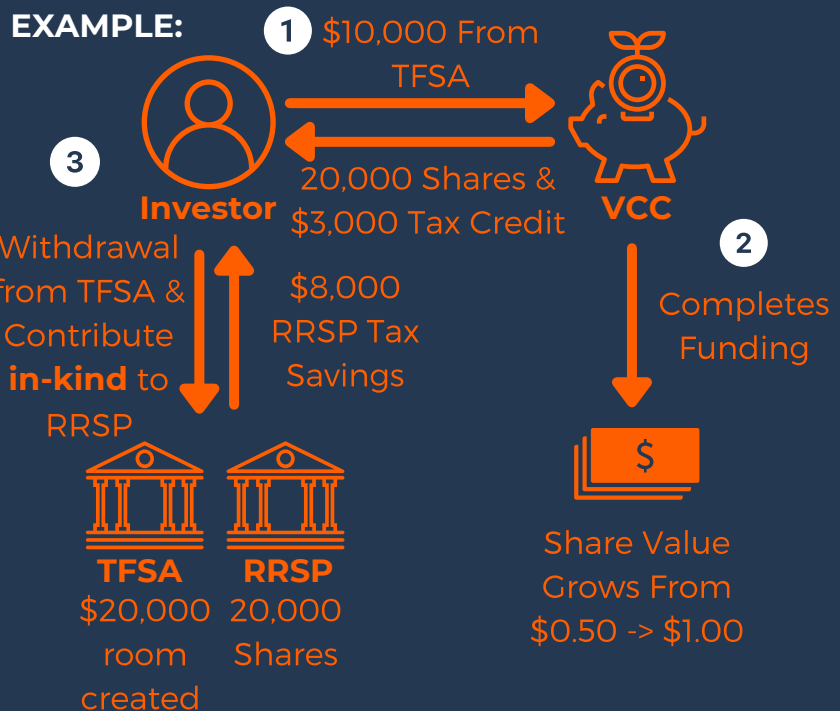 EXAMPLE:
1
$10,000 From
TFSA
20,000 Shares &
$3,000 Tax Credit
Investor
VCC
3
Withdrawal
from TFSA &
Contribute
in-kind to
RRSP
$8,000
RRSP Tax
Savings
2
Completes
Funding
$
Share Value
Grows From
$0.50 -> $1.00
TFSA
$20,000
room
created
RRSP
20,000
Shares